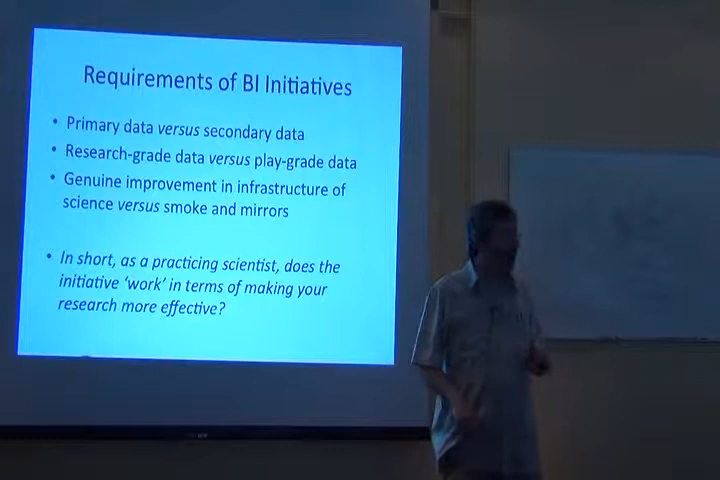 Requirements of BI Initiatives
• Primary data versus secondary data
• Research-grade data versus play-grade data
• Genuine improvement in infrastructure of
science versus smoke and mirrors
• In short, as a practicing scientist, does the
initiative ‘work’ in terms of making your
research more effective?